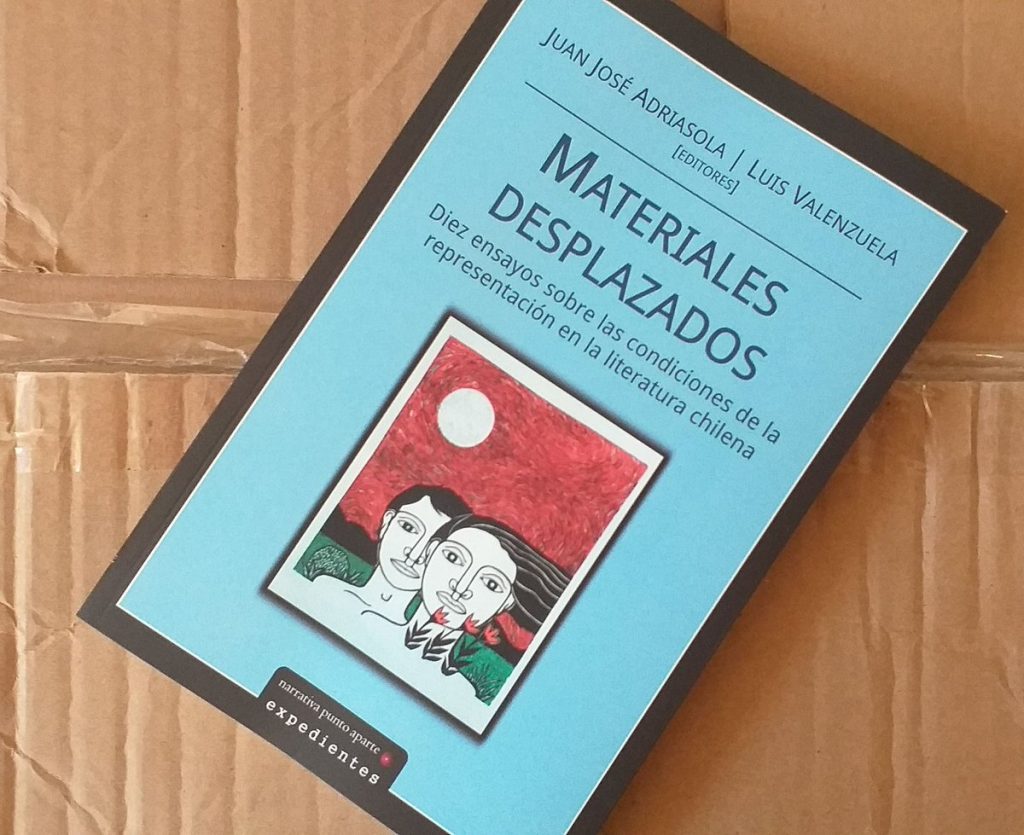 JUAN JOSÉ ADRIASOLA | LUIS VALENZUELA
[EDITORES]
MATERIALES
DESPLAZADOS
Diez ensayos sobre las condiciones de la
representación en la literatura chilena
narrativa punto aparte
expedientes